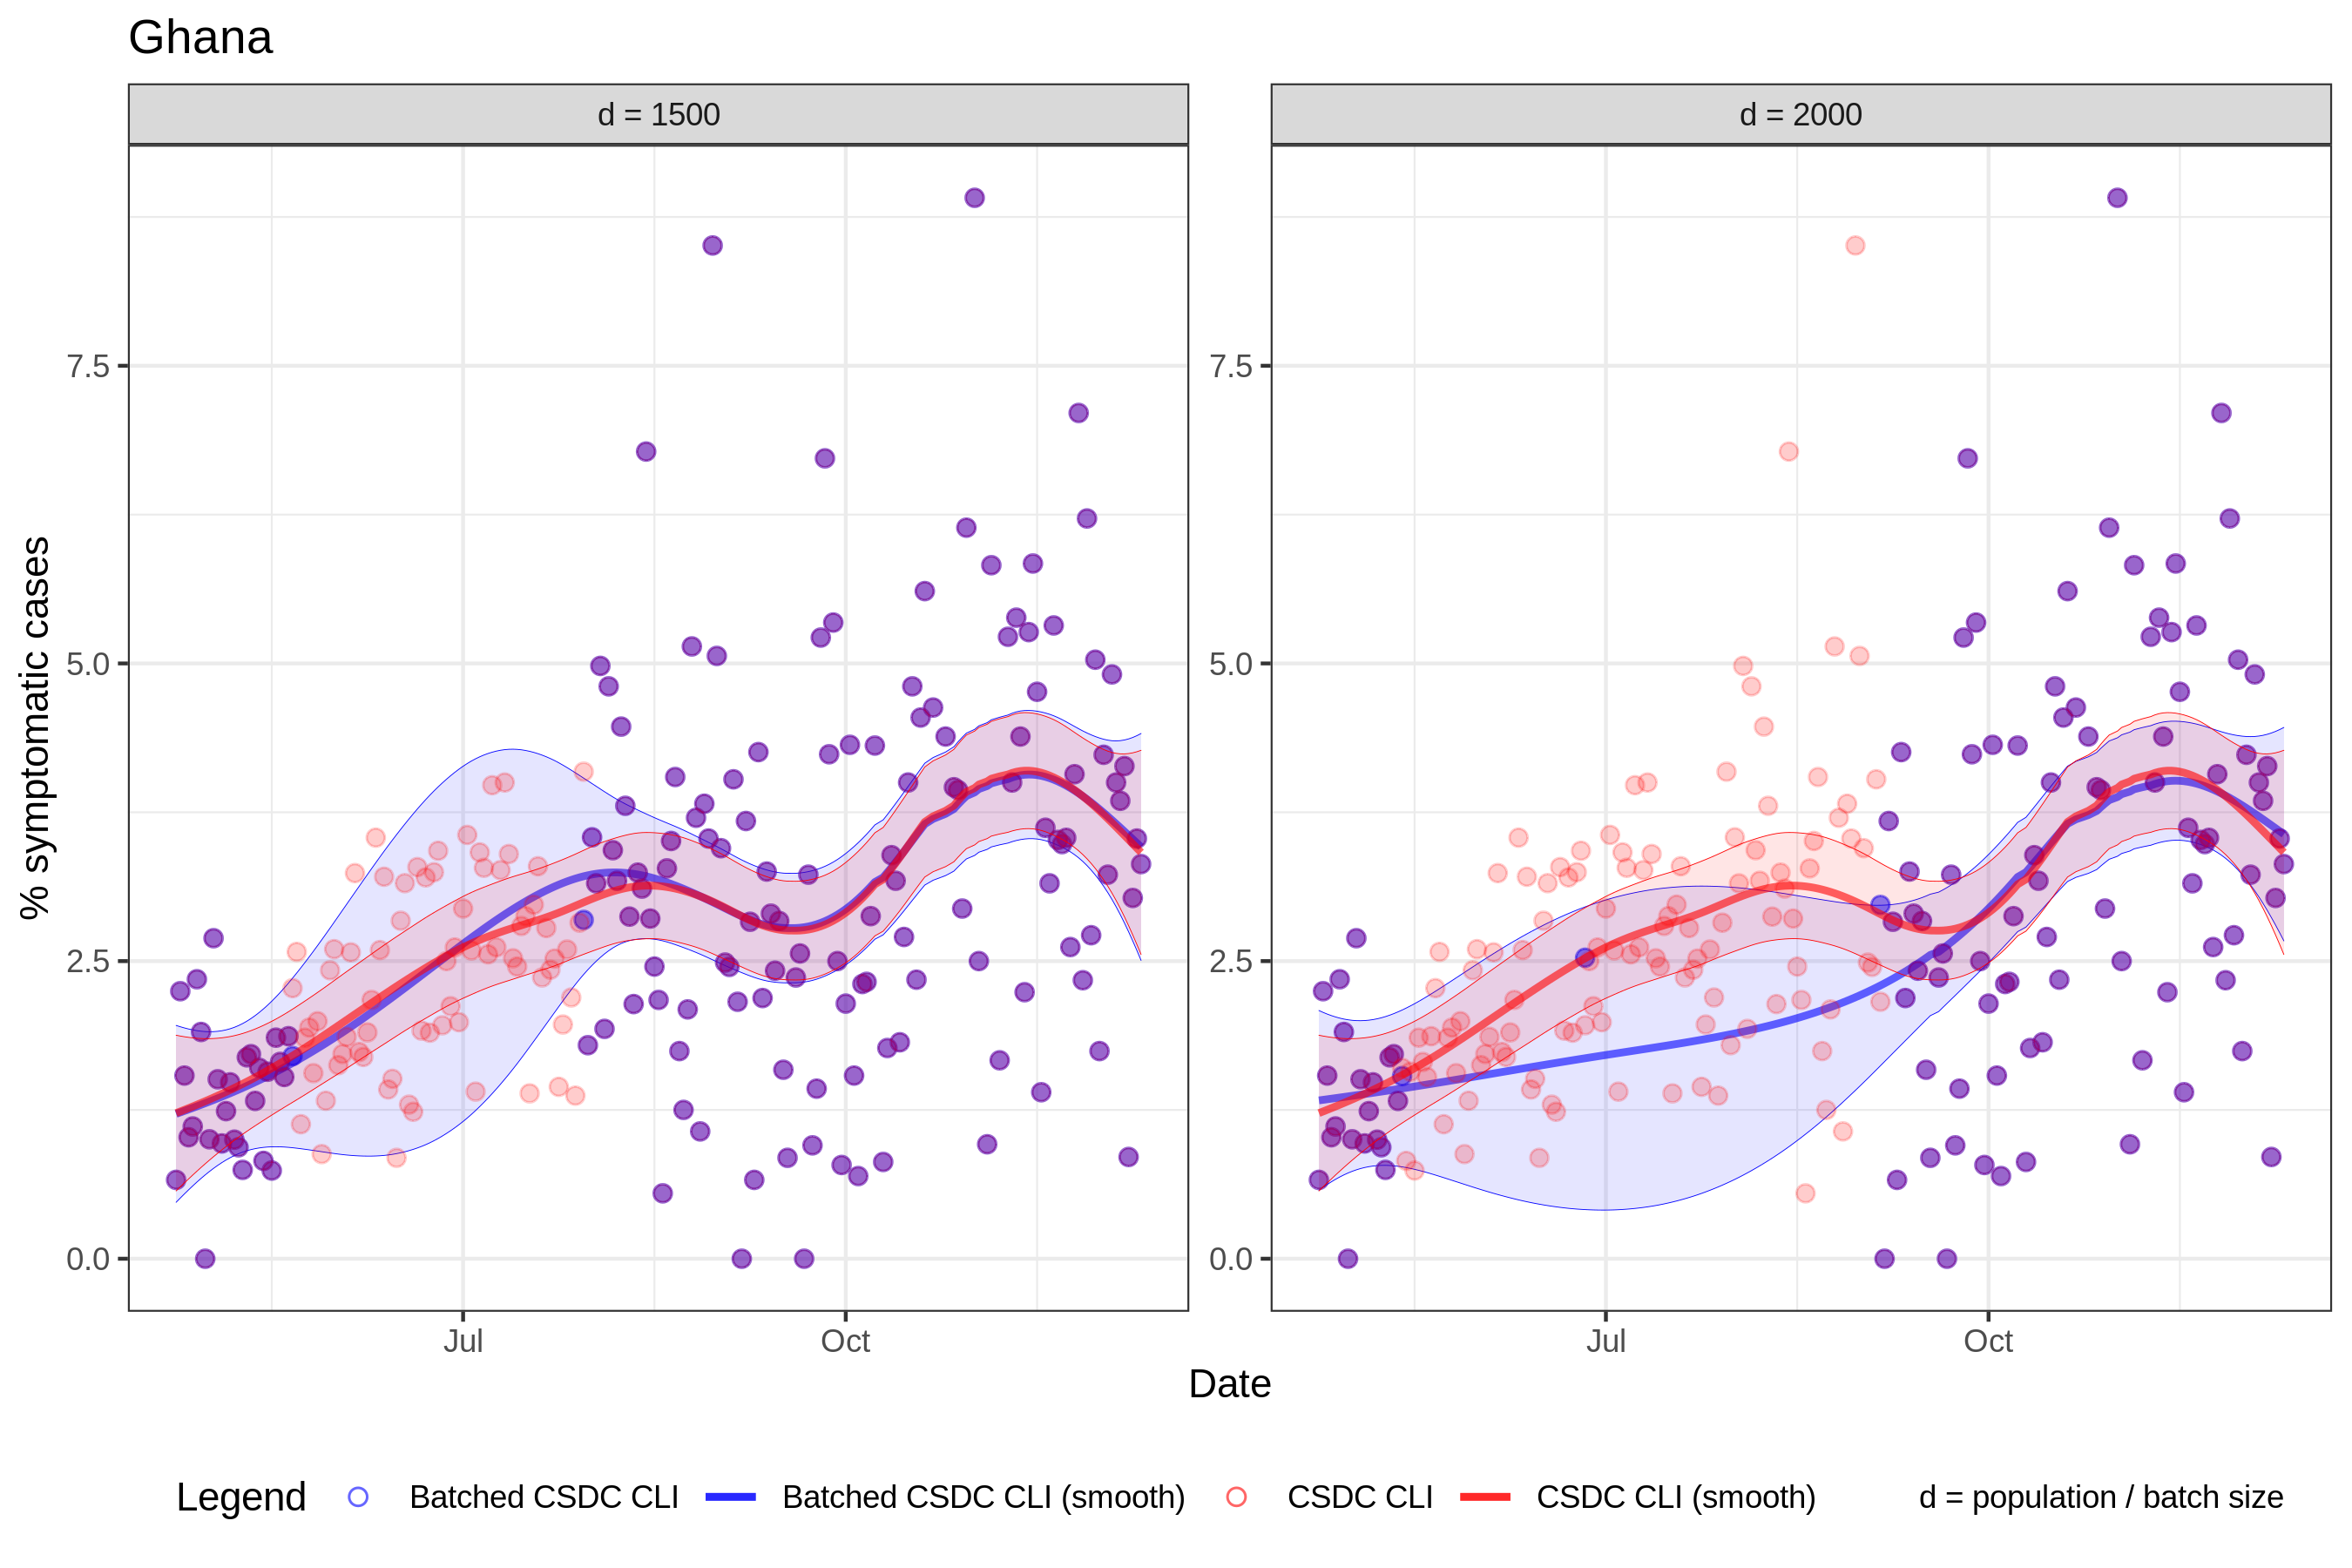 Ghana
d = 1500
d = 2000
% symptomatic cases
7.5
5.0
2.5
0.0
7.5
5.0
2.5
0.0
Jul
Oct
Jul
Oct
Date
Legend
Batched CSDC CLI
Batched CSDC CLI (smooth)
CSDC CLI
CSDC CLI (smooth)
d = population / batch size